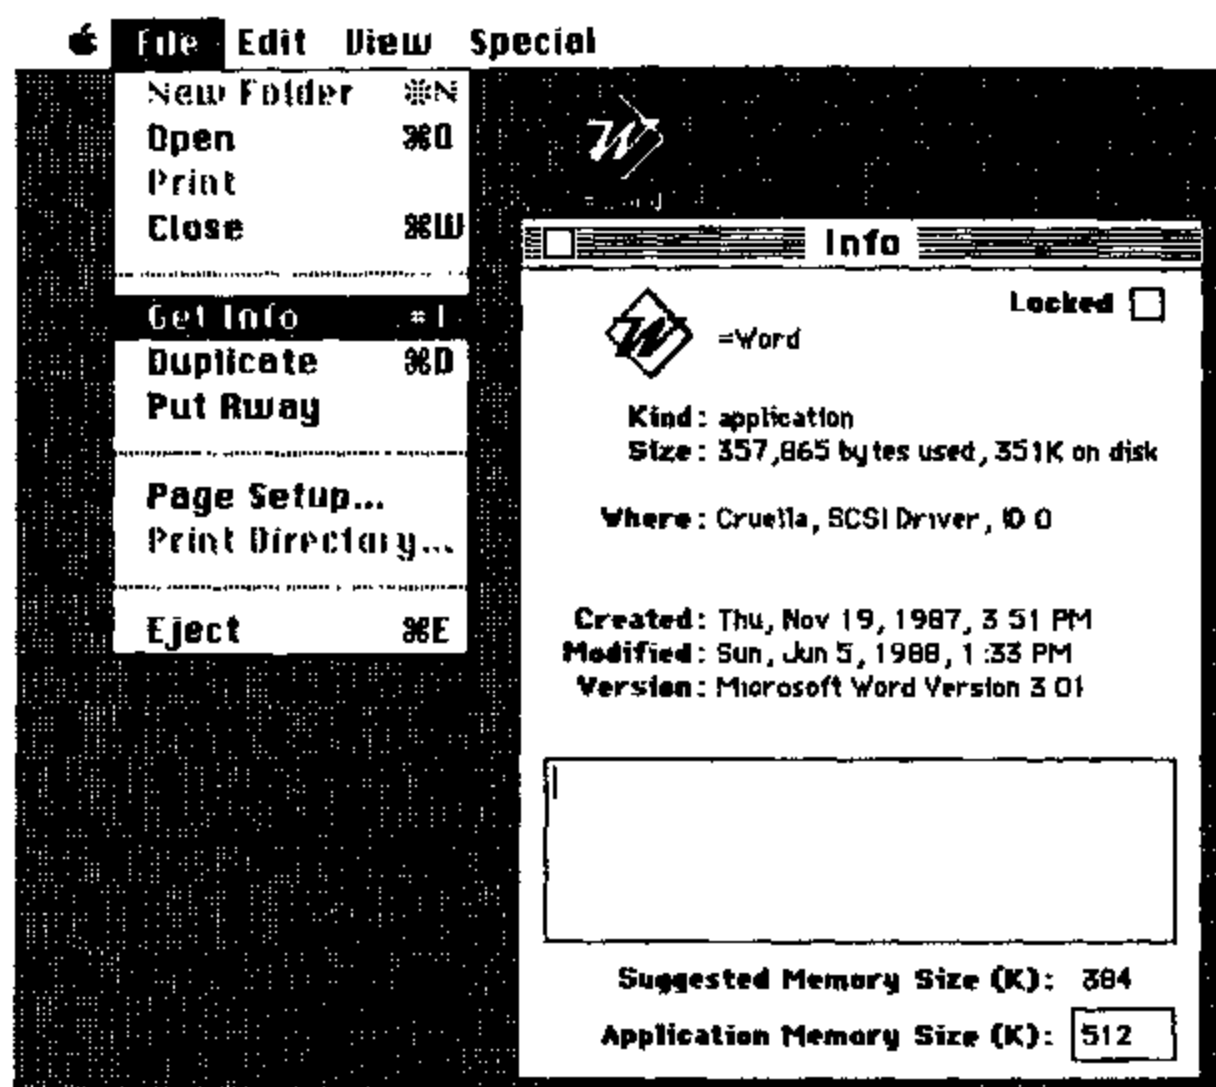 File Edit View Special
New Folder ⌘N
Open ⌘O
Print
Close ⌘W
Get Info ⌘I
Duplicate ⌘D
Put Away
Page Setup...
Print Directory...
Eject ⌘E
Info
Locked
=Word
Kind: application
Size: 357,865 bytes used, 351K on disk
Where: Cruella, SCSI Driver, ID 0
Created: Thu, Nov 19, 1987, 3:51 PM
Modified: Sun, Jun 5, 1988, 1:33 PM
Version: Microsoft Word Version 3.01
Suggested Memory Size (K): 384
Application Memory Size (K): 512